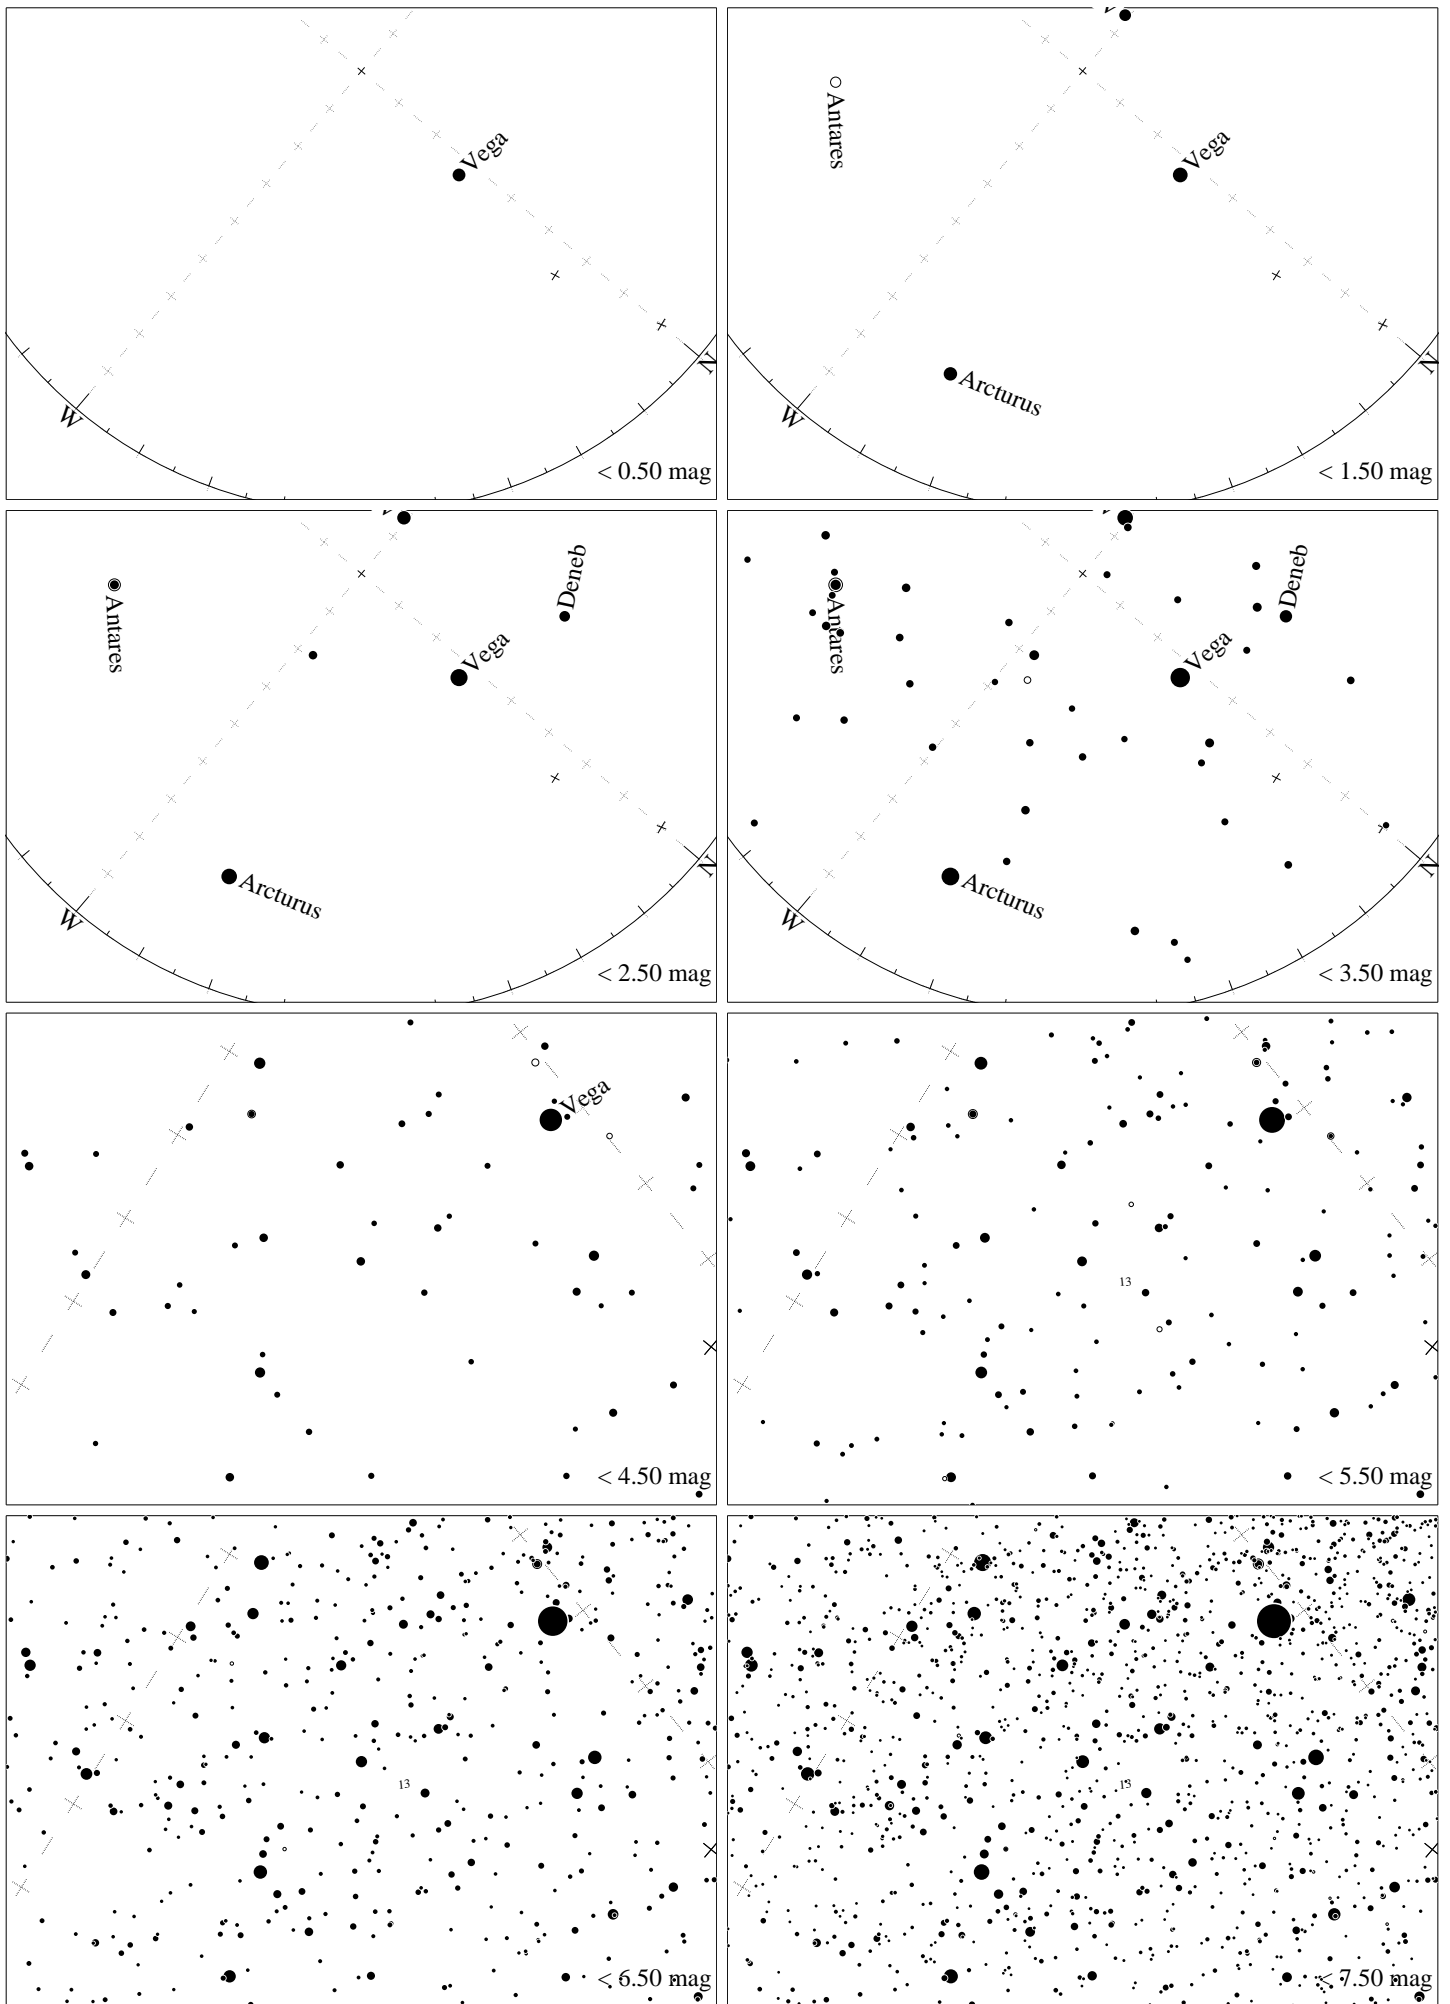 Vega
W
N
< 0.50 mag
Antares
Vega
Arcturus
W
N
< 1.50 mag
Antares
Deneb
Vega
Arcturus
W
N
< 2.50 mag
Antares
Deneb
Vega
Arcturus
W
N
< 3.50 mag
Vega
< 4.50 mag
13
< 5.50 mag
13
< 6.50 mag
13
< 7.50 mag